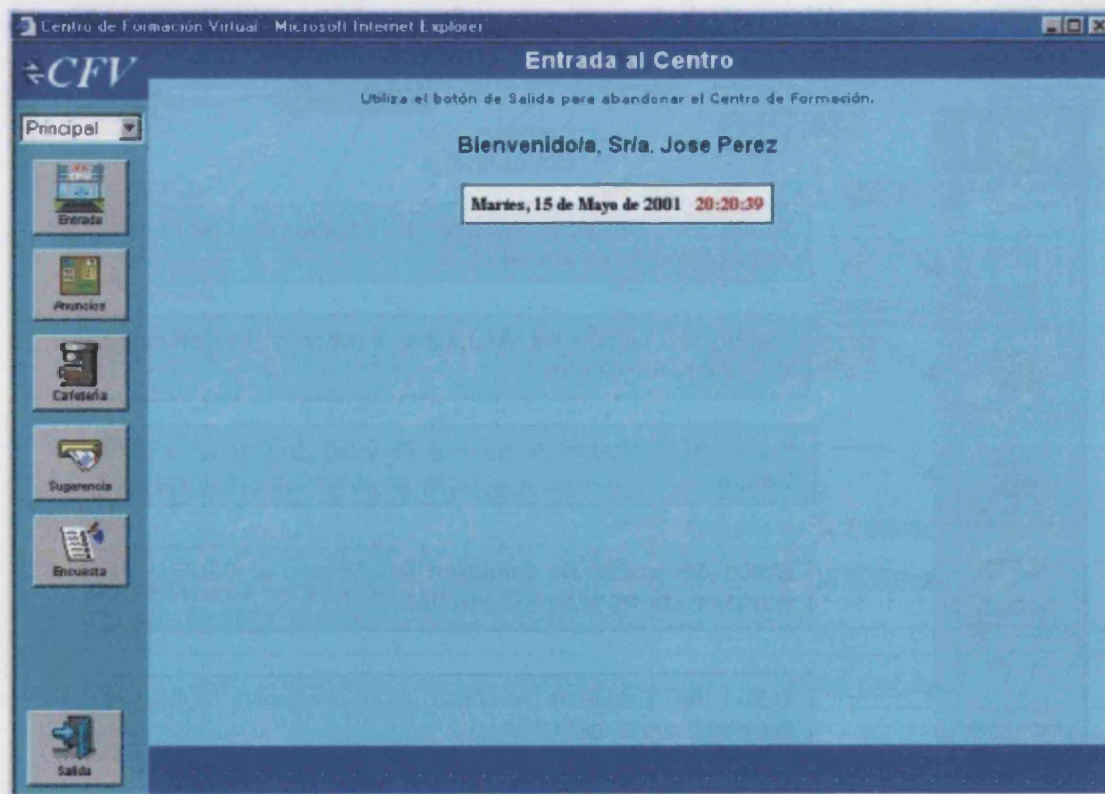 Centro de Formación Virtual - Microsoft Internet Explorer
CFV
Entrada al Centro
Utiliza el botón de Salida para abandonar el Centro de Formación.
Principal
Bienvenido/a, Sr/a. Jose Perez
Martes, 15 de Mayo de 2001 20:20:39
Entrada
Anuncios
Cafetería
Sugerencia
Encuesta
Salida